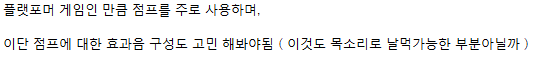 플랫포머 게임인 만큼 점프를 주로 사용하며,
이단 점프에 대한 효과음 구성도 고민 해봐야됨 ( 이것도 목소리로 날먹가능한 부분아닐까 )